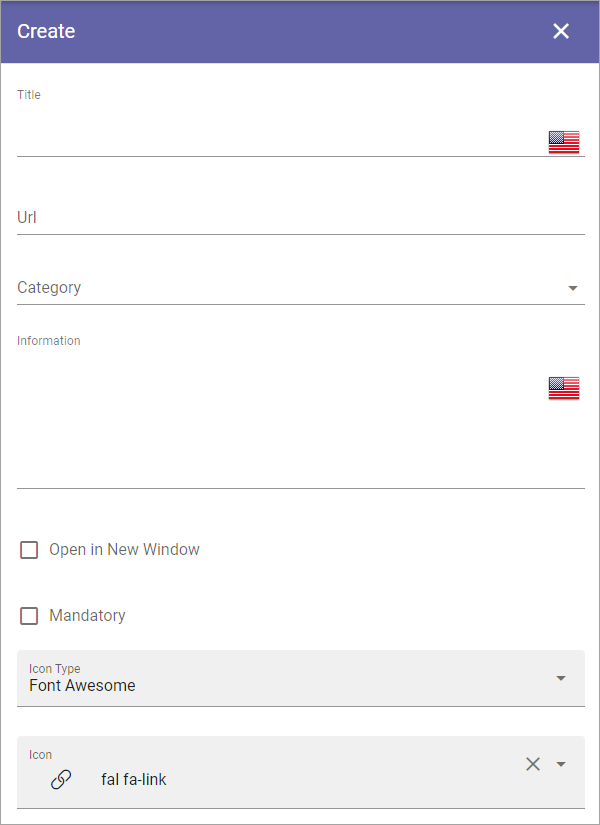 Create
Title
Url
Category
Information
Open in New Window
Mandatory
Icon Type
Font Awesome
Icon
fal fa-link